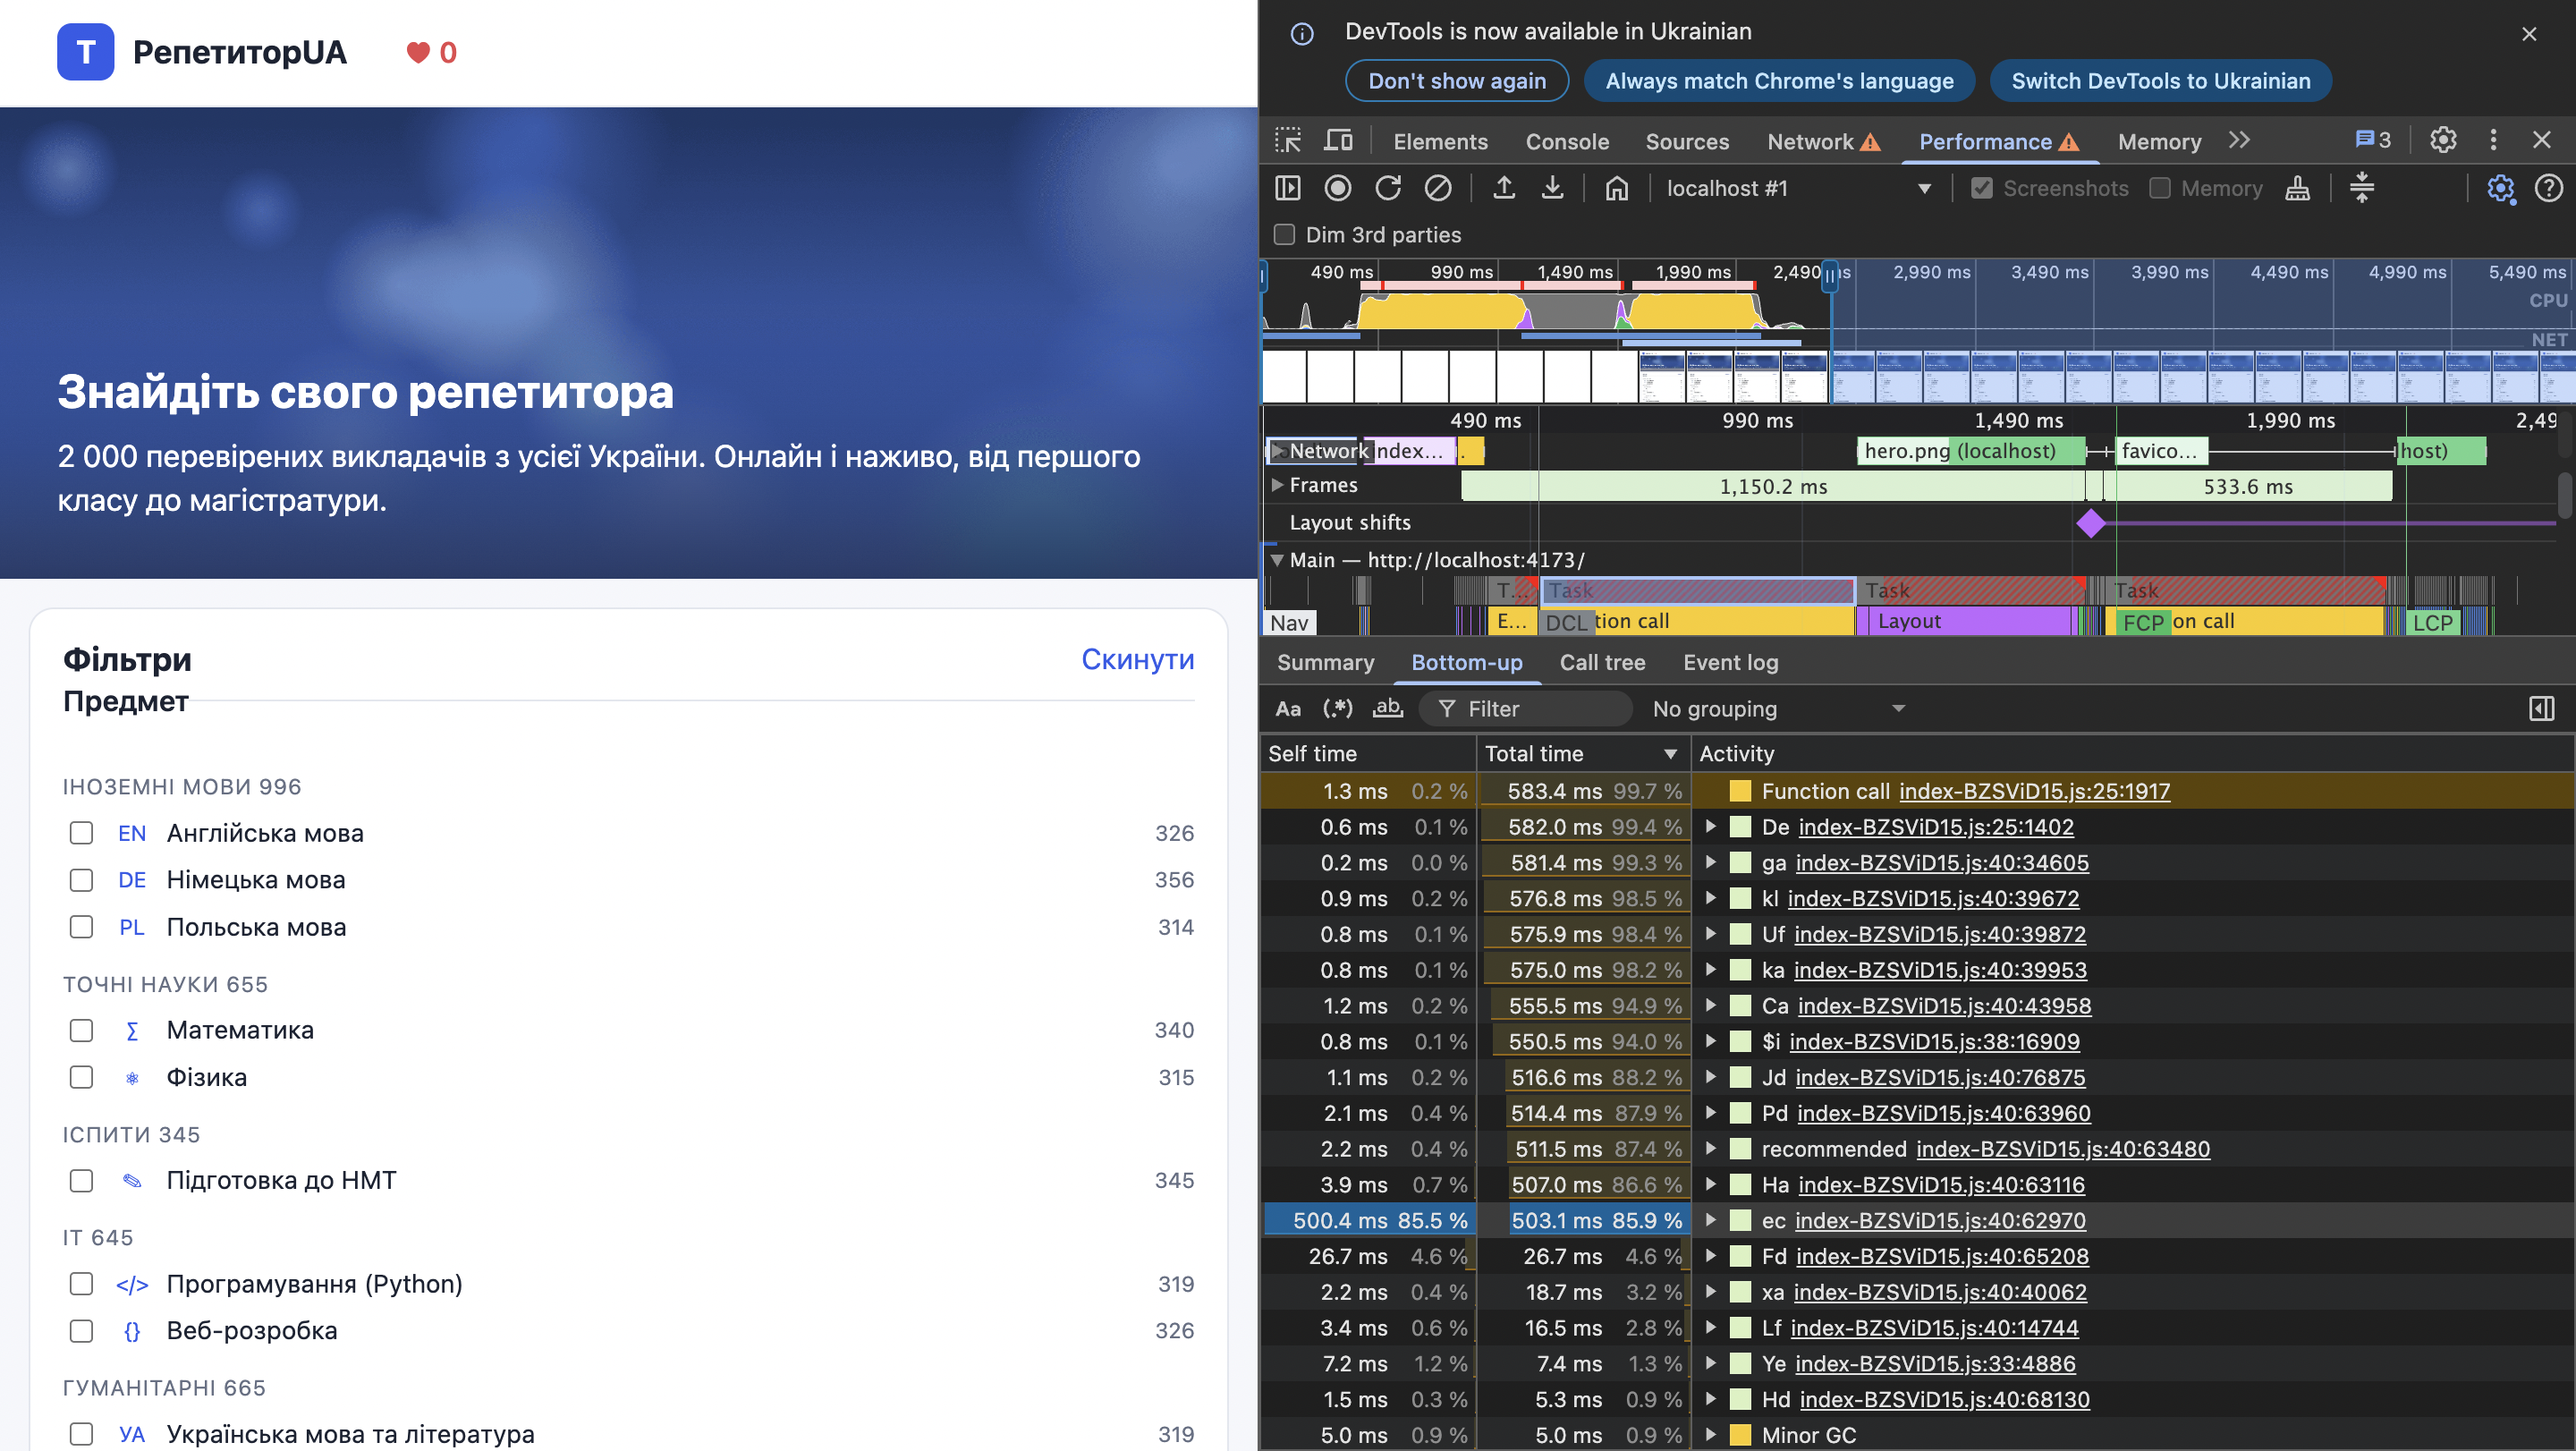 T РепетиторUA 0
Знайдіть свого репетитора
2 000 перевірених викладачів з усієї України. Онлайн і наживо, від першого
класу до магістратури.
Фільтри Скинути
Предмет
ІНОЗЕМНІ МОВИ 996
EN Англійська мова 326
DE Німецька мова 356
PL Польська мова 314
ТОЧНІ НАУКИ 655
∑ Математика 340
⚛ Фізика 315
ІСПИТИ 345
✎ Підготовка до НМТ 345
IT 645
</> Програмування (Python) 319
{} Веб-розробка 326
ГУМАНІТАРНІ 665
УА Українська мова та література 319
DevTools is now available in Ukrainian
Don't show again Always match Chrome's language Switch DevTools to Ukrainian
Elements Console Sources Network Performance Memory 3
localhost #1 Screenshots Memory
Dim 3rd parties
490 ms 990 ms 1,490 ms 1,990 ms 2,490 ms 2,990 ms 3,490 ms 3,990 ms 4,490 ms 4,990 ms 5,490 ms
CPU
NET
490 ms 990 ms 1,490 ms 1,990 ms 2,49
Network index... hero.png (localhost) favico... host)
Frames 1,150.2 ms 533.6 ms
Layout shifts
Main — http://localhost:4173/
T... Task Task Task
Nav E... DCL tion call Layout FCP on call LCP
Summary Bottom-up Call tree Event log
Aa (.*) ab Filter No grouping
Self time Total time Activity
1.3 ms 0.2 % 583.4 ms 99.7 % Function call index-BZSViD15.js:25:1917
0.6 ms 0.1 % 582.0 ms 99.4 % De index-BZSViD15.js:25:1402
0.2 ms 0.0 % 581.4 ms 99.3 % ga index-BZSViD15.js:40:34605
0.9 ms 0.2 % 576.8 ms 98.5 % kl index-BZSViD15.js:40:39672
0.8 ms 0.1 % 575.9 ms 98.4 % Uf index-BZSViD15.js:40:39872
0.8 ms 0.1 % 575.0 ms 98.2 % ka index-BZSViD15.js:40:39953
1.2 ms 0.2 % 555.5 ms 94.9 % Ca index-BZSViD15.js:40:43958
0.8 ms 0.1 % 550.5 ms 94.0 % $i index-BZSViD15.js:38:16909
1.1 ms 0.2 % 516.6 ms 88.2 % Jd index-BZSViD15.js:40:76875
2.1 ms 0.4 % 514.4 ms 87.9 % Pd index-BZSViD15.js:40:63960
2.2 ms 0.4 % 511.5 ms 87.4 % recommended index-BZSViD15.js:40:63480
3.9 ms 0.7 % 507.0 ms 86.6 % Ha index-BZSViD15.js:40:63116
500.4 ms 85.5 % 503.1 ms 85.9 % ec index-BZSViD15.js:40:62970
26.7 ms 4.6 % 26.7 ms 4.6 % Fd index-BZSViD15.js:40:65208
2.2 ms 0.4 % 18.7 ms 3.2 % xa index-BZSViD15.js:40:40062
3.4 ms 0.6 % 16.5 ms 2.8 % Lf index-BZSViD15.js:40:14744
7.2 ms 1.2 % 7.4 ms 1.3 % Ye index-BZSViD15.js:33:4886
1.5 ms 0.3 % 5.3 ms 0.9 % Hd index-BZSViD15.js:40:68130
5.0 ms 0.9 % 5.0 ms 0.9 % Minor GC